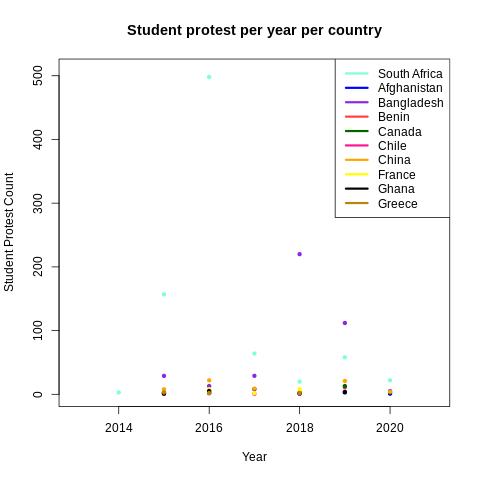 Student protest per year per country
Student Protest Count
500
400
300
200
100
0
South Africa
Afghanistan
Bangladesh
Benin
Canada
Chile
China
France
Ghana
Greece
2014
2016
2018
2020
Year